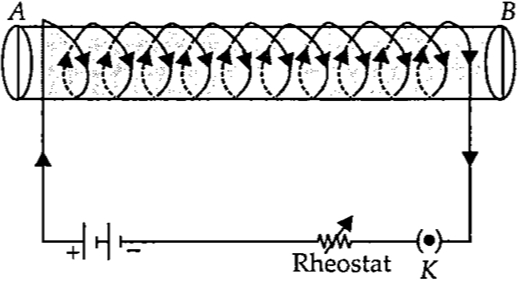 A B
+ −
Rheostat K